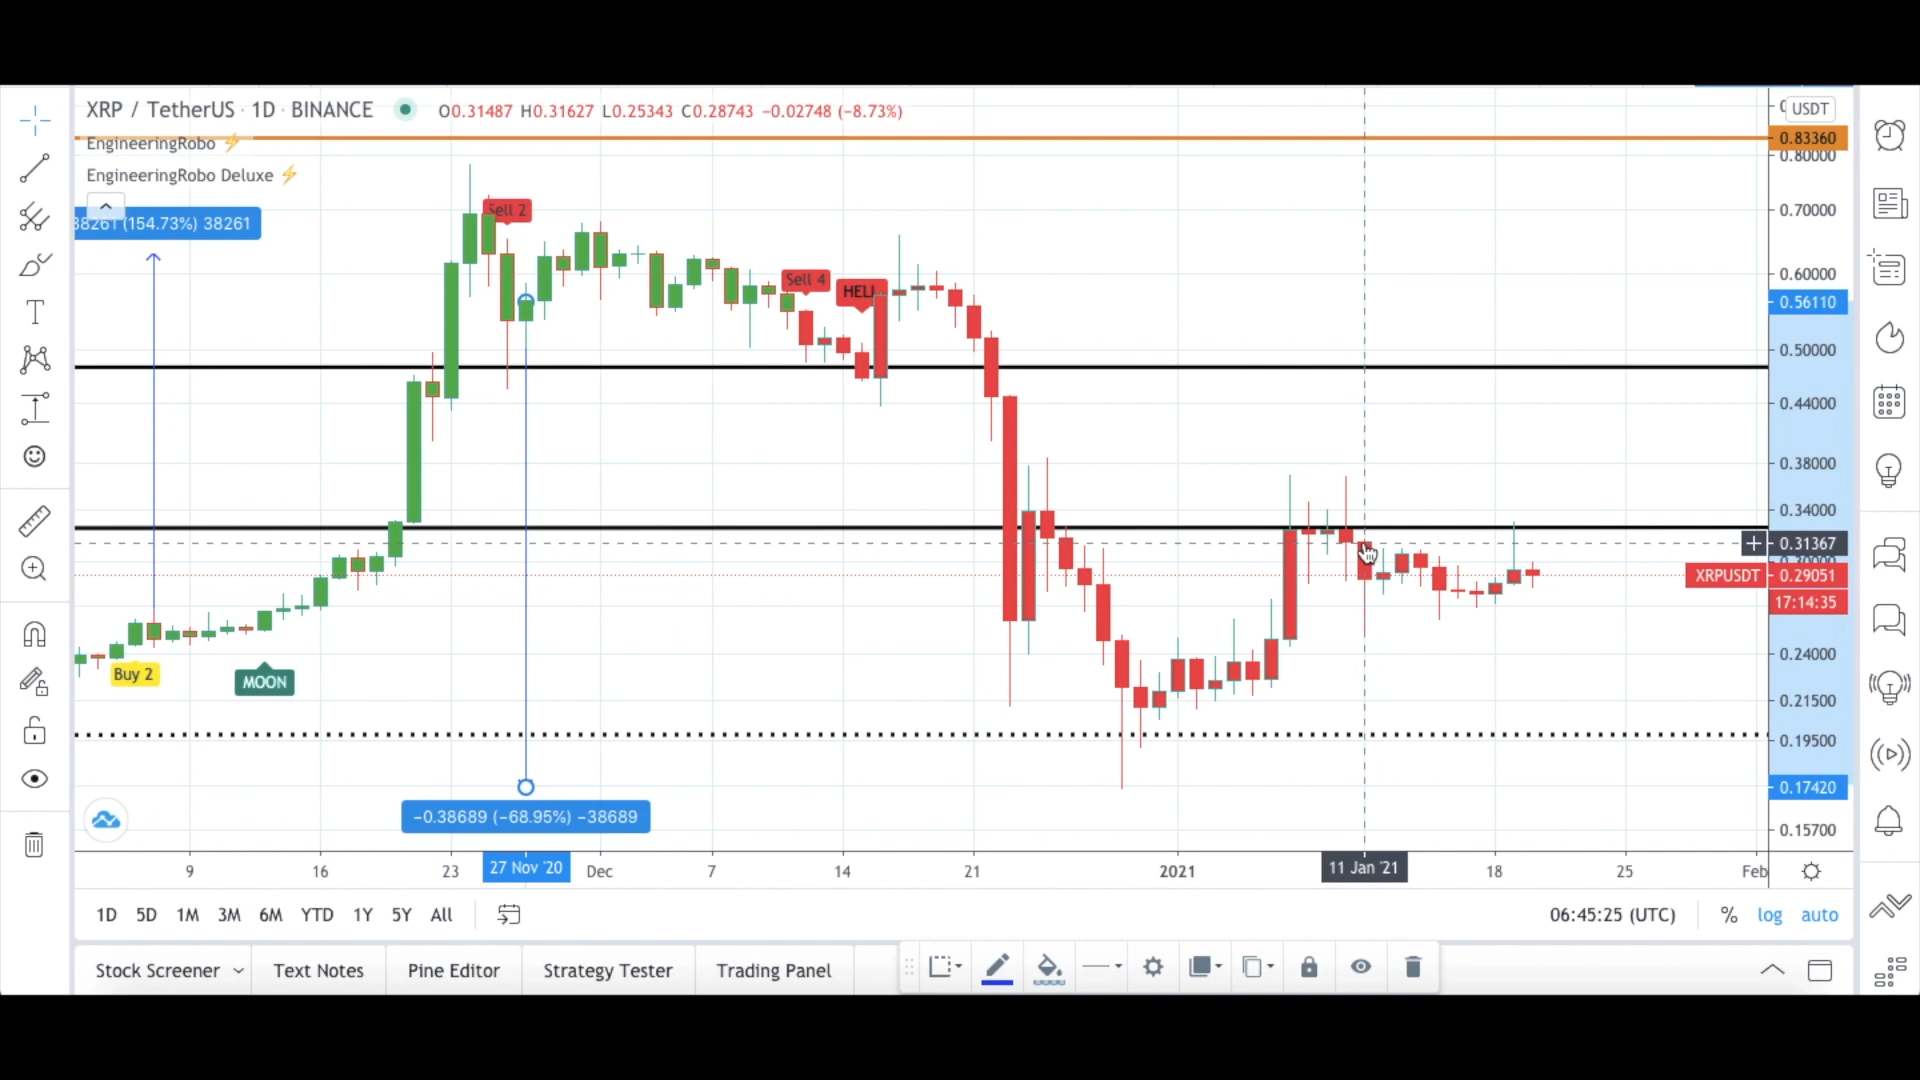 XRP / TetherUS · 1D · BINANCE O0.31487 H0.31627 L0.25343 C0.28743 −0.02748 (−8.73%)
USDT
EngineeringRobo ⚡
0.83360
0.80000
EngineeringRobo Deluxe ⚡
38261 (154.73%) 38261
Sell 2
0.70000
0.60000
Sell 4
HELL
0.56110
0.50000
0.44000
0.38000
0.34000
0.31367
XRPUSDT 0.29051
17:14:35
0.24000
Buy 2
MOON
0.21500
0.19500
0.17420
−0.38689 (−68.95%) −38689
0.15700
9 16 23 27 Nov '20 Dec 7 14 21 2021 11 Jan '21 18 25 Feb
1D 5D 1M 3M 6M YTD 1Y 5Y All 06:45:25 (UTC) % log auto
Stock Screener Text Notes Pine Editor Strategy Tester Trading Panel